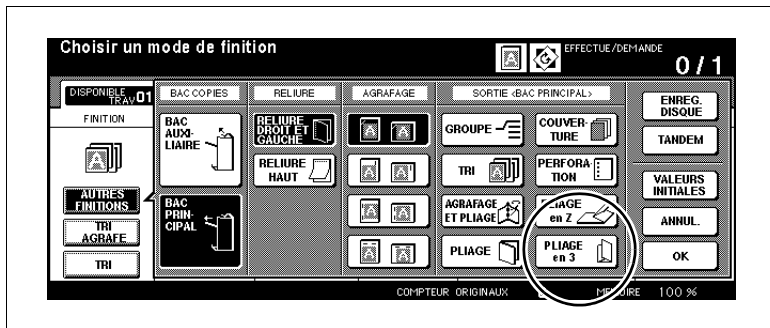 Choisir un mode de finition
EFFECTUE/DEMANDE
0 / 1
DISPONIBLE
TRAV 01
FINITION
AUTRES
FINITIONS
TRI
AGRAFE
TRI
BAC COPIES
BAC
AUXI-
LIAIRE
BAC
PRIN-
CIPAL
RELIURE
RELIURE
DROIT ET
GAUCHE
RELIURE
HAUT
AGRAFAGE
SORTIE <BAC PRINCIPAL>
GROUPE
COUVER-
TURE
TRI
PERFORA-
TION
AGRAFAGE
ET PLIAGE
PLIAGE
en Z
PLIAGE
PLIAGE
en 3
ENREG.
DISQUE
TANDEM
VALEURS
INITIALES
ANNUL.
OK
COMPTEUR ORIGINAUX
MEMOIRE 100 %